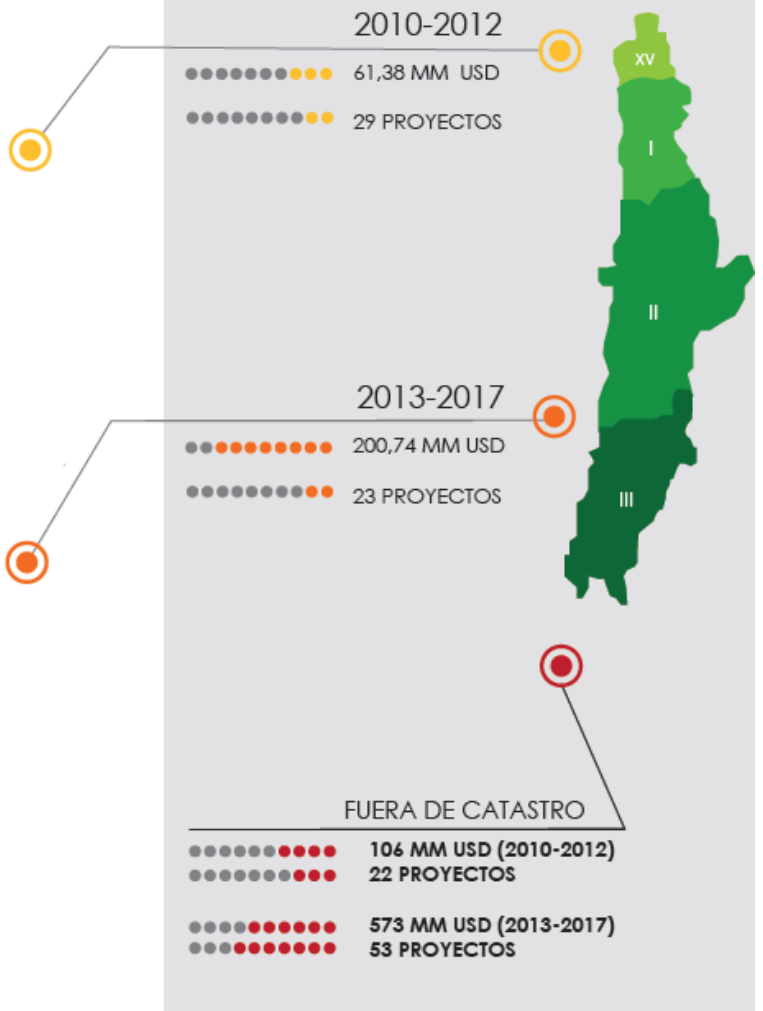 2010-2012
61,38 MM USD
29 PROYECTOS
XV
I
II
2013-2017
200,74 MM USD
23 PROYECTOS
III
FUERA DE CATASTRO
106 MM USD (2010-2012)
22 PROYECTOS
573 MM USD (2013-2017)
53 PROYECTOS